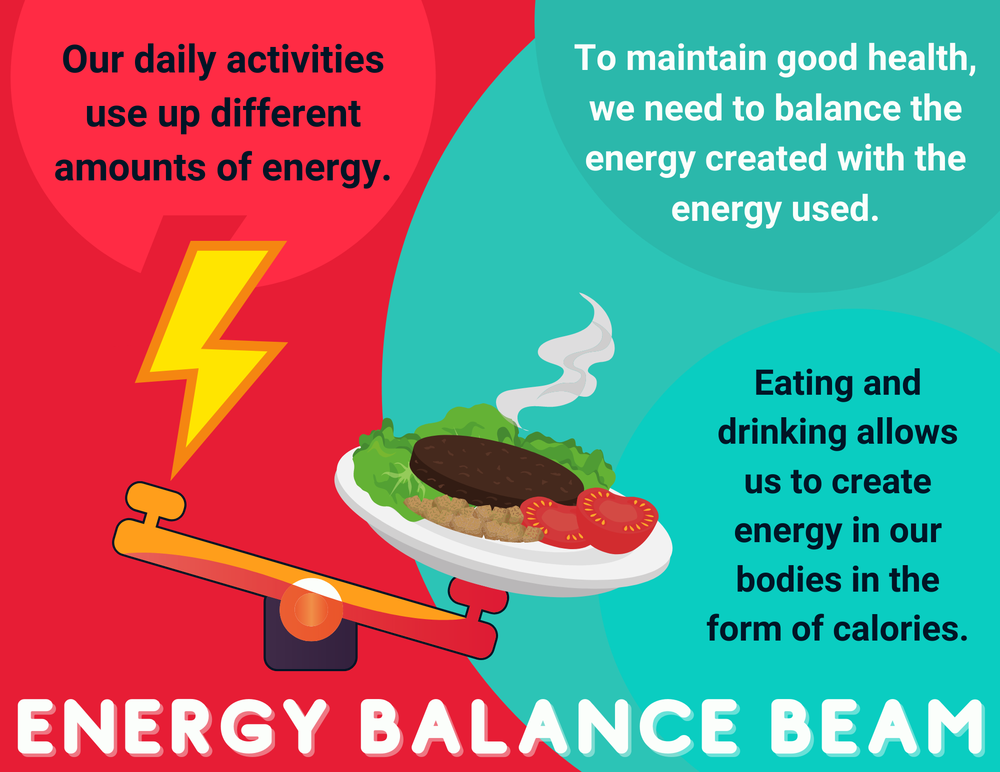 Our daily activities
use up different
amounts of energy.
To maintain good health,
we need to balance the
energy created with the
energy used.
Eating and
drinking allows
us to create
energy in our
bodies in the
form of calories.
ENERGY BALANCE BEAM